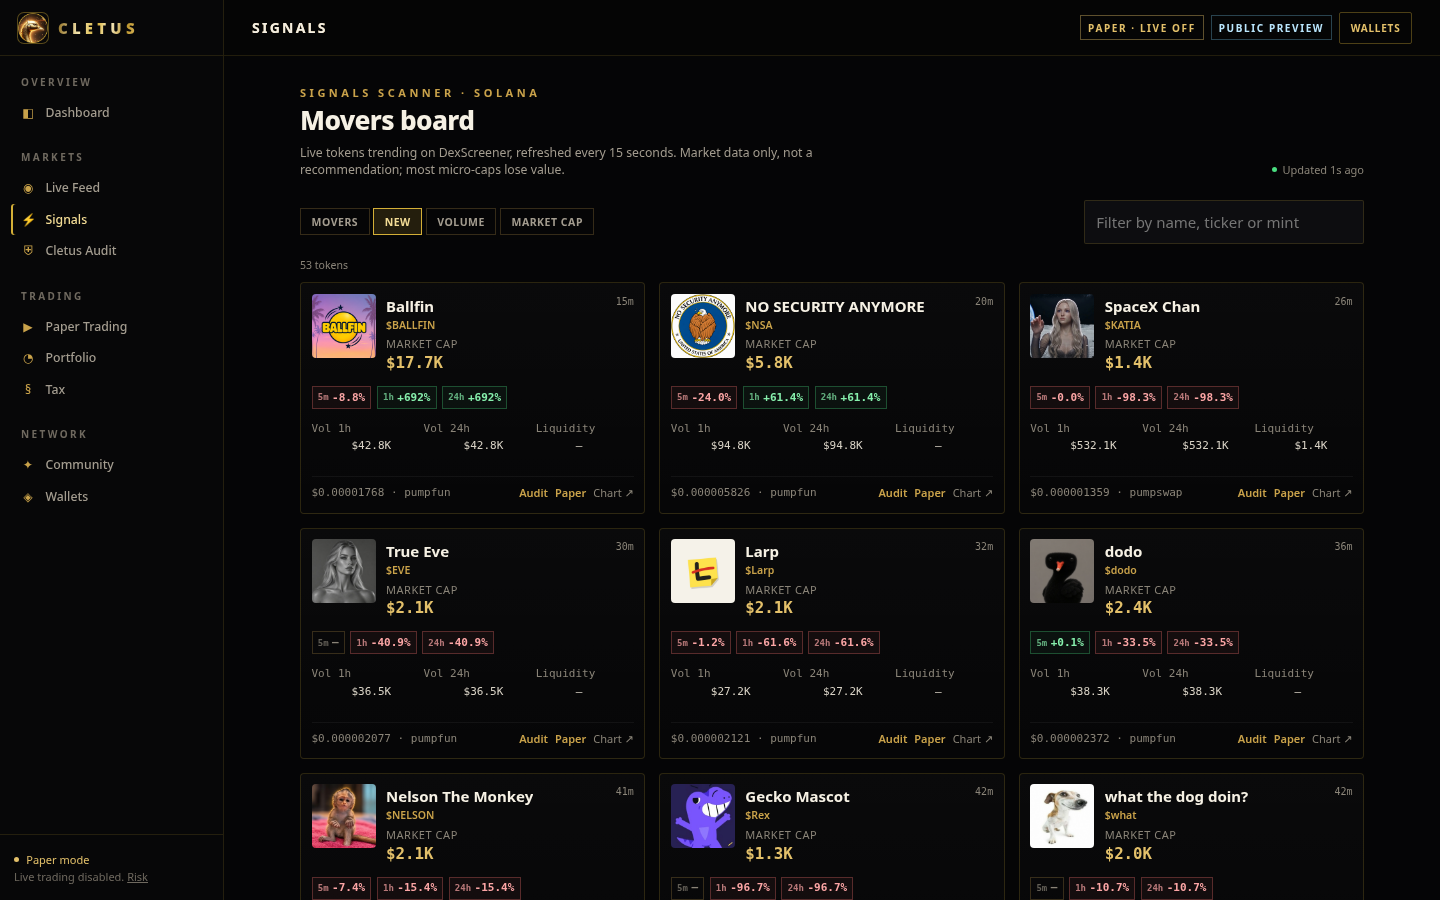 CLETUS
SIGNALS
PAPER · LIVE OFF
PUBLIC PREVIEW
WALLETS
OVERVIEW
Dashboard
MARKETS
Live Feed
Signals
Cletus Audit
TRADING
Paper Trading
Portfolio
§ Tax
NETWORK
Community
Wallets
Paper mode
Live trading disabled. Risk
SIGNALS SCANNER · SOLANA
Movers board
Live tokens trending on DexScreener, refreshed every 15 seconds. Market data only, not a
recommendation; most micro-caps lose value.
Updated 1s ago
MOVERS NEW VOLUME MARKET CAP
Filter by name, ticker or mint
53 tokens
BALLFIN
Ballfin 15m
$BALLFIN
MARKET CAP
$17.7K
5m -8.8% 1h +692% 24h +692%
Vol 1h Vol 24h Liquidity
$42.8K $42.8K —
$0.00001768 · pumpfun Audit Paper Chart ↗
NO SECURITY ANYMORE
UNITED STATES OF AMERICA
NO SECURITY ANYMORE 20m
$NSA
MARKET CAP
$5.8K
5m -24.0% 1h +61.4% 24h +61.4%
Vol 1h Vol 24h Liquidity
$94.8K $94.8K —
$0.000005826 · pumpfun Audit Paper Chart ↗
SpaceX Chan 26m
$KATIA
MARKET CAP
$1.4K
5m -0.0% 1h -98.3% 24h -98.3%
Vol 1h Vol 24h Liquidity
$532.1K $532.1K $1.4K
$0.000001359 · pumpswap Audit Paper Chart ↗
True Eve 30m
$EVE
MARKET CAP
$2.1K
5m — 1h -40.9% 24h -40.9%
Vol 1h Vol 24h Liquidity
$36.5K $36.5K —
$0.000002077 · pumpfun Audit Paper Chart ↗
Larp 32m
$Larp
MARKET CAP
$2.1K
5m -1.2% 1h -61.6% 24h -61.6%
Vol 1h Vol 24h Liquidity
$27.2K $27.2K —
$0.000002121 · pumpfun Audit Paper Chart ↗
dodo 36m
$dodo
MARKET CAP
$2.4K
5m +0.1% 1h -33.5% 24h -33.5%
Vol 1h Vol 24h Liquidity
$38.3K $38.3K —
$0.000002372 · pumpfun Audit Paper Chart ↗
Nelson The Monkey 41m
$NELSON
MARKET CAP
$2.1K
5m -7.4% 1h -15.4% 24h -15.4%
Gecko Mascot 42m
$Rex
MARKET CAP
$1.3K
5m — 1h -96.7% 24h -96.7%
what the dog doin? 42m
$what
MARKET CAP
$2.0K
5m — 1h -10.7% 24h -10.7%